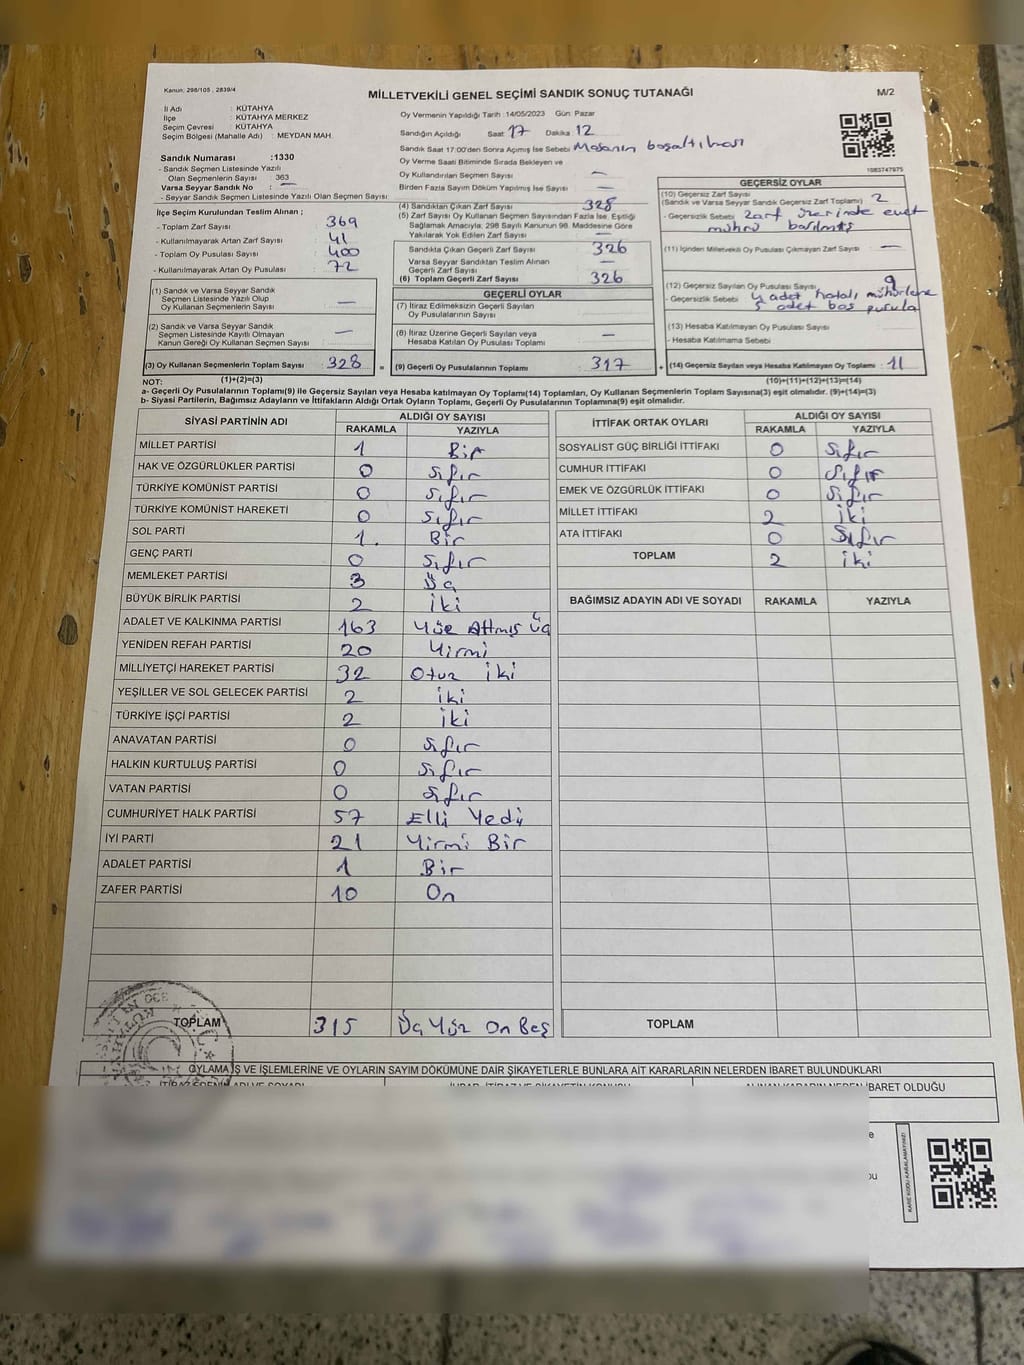 Kanun: 298/105 , 2839/4
MİLLETVEKİLİ GENEL SEÇİMİ SANDIK SONUÇ TUTANAĞI
M/2
İl Adı : KÜTAHYA
İlçe : KÜTAHYA MERKEZ
Seçim Çevresi : KÜTAHYA
Seçim Bölgesi (Mahalle Adı) : MEYDAN MAH.
Sandık Numarası :1330
- Sandık Seçmen Listesinde Yazılı
Olan Seçmenlerin Sayısı 363
Varsa Seyyar Sandık No : —
- Seyyar Sandık Seçmen Listesinde Yazılı Olan Seçmen Sayısı
İlçe Seçim Kurulundan Teslim Alınan ;
- Toplam Zarf Sayısı 369
- Kullanılmayarak Artan Zarf Sayısı 41
- Toplam Oy Pusulası Sayısı 400
- Kullanılmayarak Artan Oy Pusulası 72
(1) Sandık ve Varsa Seyyar Sandık
Seçmen Listesinde Yazılı Olup
Oy Kullanan Seçmenlerin Sayısı —
(2) Sandık ve Varsa Seyyar Sandık
Seçmen Listesinde Kayıtlı Olmayan
Kanun Gereği Oy Kullanan Seçmen Sayısı —
(3) Oy Kullanan Seçmenlerin Toplam Sayısı 328 =
(1)+(2)=(3)
Oy Vermenin Yapıldığı Tarih :14/05/2023 Gün: Pazar
Sandığın Açıldığı Saat 17 Dakika 12
Sandık Saat 17:00'den Sonra Açımış İse Sebebi Masanın boşaltılması
Oy Verme Saati Bitiminde Sırada Bekleyen ve
Oy Kullandırılan Seçmen Sayısı —
Birden Fazla Sayım Döküm Yapılmış İse Sayısı —
(4) Sandıktan Çıkan Zarf Sayısı 328
(5) Zarf Sayısı Oy Kullanan Seçmen Sayısından Fazla İse, Eşitliği
Sağlamak Amacıyla, 298 Sayılı Kanunun 98. Maddesine Göre
Yakılarak Yok Edilen Zarf Sayısı —
Sandıkta Çıkan Geçerli Zarf Sayısı 326
Varsa Seyyar Sandıktan Teslim Alınan
Geçerli Zarf Sayısı —
(6) Toplam Geçerli Zarf Sayısı 326
GEÇERLİ OYLAR
(7) İtiraz Edilmeksizin Geçerli Sayılan
Oy Pusulasının Sayısı
(8) İtiraz Üzerine Geçerli Sayılan veya
Hesaba Katılan Oy Pusulası Toplamı —
(9) Geçerli Oy Pusulalarının Toplamı 317 +
1083747975
GEÇERSİZ OYLAR
(10) Geçersiz Zarf Sayısı
(Sandık ve Varsa Seyyar Sandık Geçersiz Zarf Toplamı) 2
- Geçersizlik Sebebi zarf üzerinde evet
mührü basılmış
(11) İçinden Milletvekili Oy Pusulası Çıkmayan Zarf Sayısı —
(12) Geçersiz Sayılan Oy Pusulası Sayısı 9
- Geçersizlik Sebebi 4 adet hatalı mühürleme
5 adet boş pusula
(13) Hesaba Katılmayan Oy Pusulası Sayısı
- Hesaba Katılmama Sebebi
(14) Geçersiz Sayılan veya Hesaba Katılmayan Oy Toplamı : 11
(10)+(11)+(12)+(13)=(14)
NOT:
a- Geçerli Oy Pusulalarının Toplamı(9) ile Geçersiz Sayılan veya Hesaba katılmayan Oy Toplamı(14) Toplamları, Oy Kullanan Seçmenlerin Toplam Sayısına(3) eşit olmalıdır. (9)+(14)=(3)
b- Siyasi Partilerin, Bağımsız Adayların ve İttifakların Aldığı Ortak Oyların Toplamı, Geçerli Oy Pusulalarının Toplamına(9) eşit olmalıdır.
SİYASİ PARTİNİN ADI ALDIĞI OY SAYISI
RAKAMLA YAZIYLA
MİLLET PARTİSİ 1 Bir
HAK VE ÖZGÜRLÜKLER PARTİSİ 0 Sıfır
TÜRKİYE KOMÜNİST PARTİSİ 0 Sıfır
TÜRKİYE KOMÜNİST HAREKETİ 0 Sıfır
SOL PARTİ 1. Bir
GENÇ PARTİ 0 Sıfır
MEMLEKET PARTİSİ 3 Üç
BÜYÜK BİRLİK PARTİSİ 2 İki
ADALET VE KALKINMA PARTİSİ 163 Yüz Altmış Üç
YENİDEN REFAH PARTİSİ 20 Yirmi
MİLLİYETÇİ HAREKET PARTİSİ 32 Otuz iki
YEŞİLLER VE SOL GELECEK PARTİSİ 2 iki
TÜRKİYE İŞÇİ PARTİSİ 2 iki
ANAVATAN PARTİSİ 0 Sıfır
HALKIN KURTULUŞ PARTİSİ 0 Sıfır
VATAN PARTİSİ 0 Sıfır
CUMHURİYET HALK PARTİSİ 57 Elli Yedi
İYİ PARTİ 21 Yirmi Bir
ADALET PARTİSİ 1 Bir
ZAFER PARTİSİ 10 On
TOPLAM 315 Üç Yüz On Beş
İTTİFAK ORTAK OYLARI ALDIĞI OY SAYISI
RAKAMLA YAZIYLA
SOSYALİST GÜÇ BİRLİĞİ İTTİFAKI 0 Sıfır
CUMHUR İTTİFAKI 0 Sıfır
EMEK VE ÖZGÜRLÜK İTTİFAKI 0 Sıfır
MİLLET İTTİFAKI 2 iki
ATA İTTİFAKI 0 Sıfır
TOPLAM 2 iki
BAĞIMSIZ ADAYIN ADI VE SOYADI RAKAMLA YAZIYLA
TOPLAM
OYLAMA İŞ VE İŞLEMLERİNE VE OYLARIN SAYIM DÖKÜMÜNE DAİR ŞİKAYETLERLE BUNLARA AİT KARARLARIN NELERDEN İBARET BULUNDUKLARI
İBARET OLDUĞU
KARE KODU KARALAMAYINIZ!